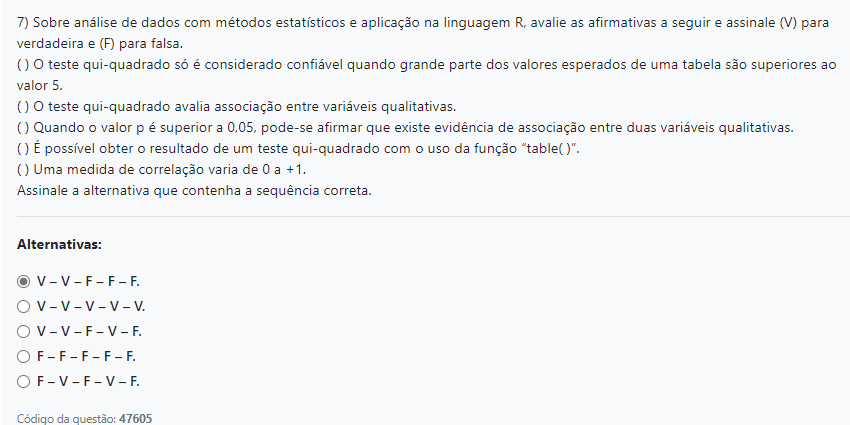 7) Sobre análise de dados com métodos estatísticos e aplicação na linguagem R, avalie as afirmativas a seguir e assinale (V) para
verdadeira e (F) para falsa.
( ) O teste qui-quadrado só é considerado confiável quando grande parte dos valores esperados de uma tabela são superiores ao
valor 5.
( ) O teste qui-quadrado avalia associação entre variáveis qualitativas.
( ) Quando o valor p é superior a 0,05, pode-se afirmar que existe evidência de associação entre duas variáveis qualitativas.
( ) É possível obter o resultado de um teste qui-quadrado com o uso da função “table( )”.
( ) Uma medida de correlação varia de 0 a +1.
Assinale a alternativa que contenha a sequência correta.
Alternativas:
V – V – F – F – F.
V – V – V – V – V.
V – V – F – V – F.
F – F – F – F – F.
F – V – F – V – F.
Código da questão: 47605